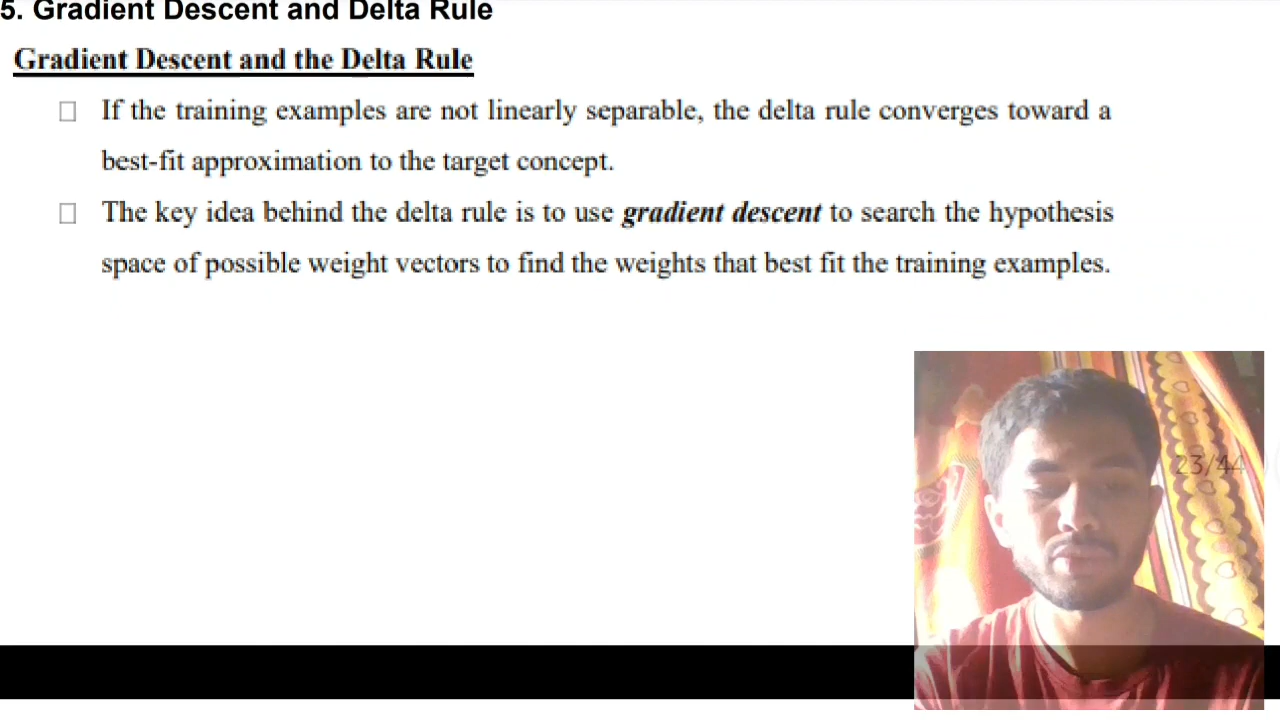 5. Gradient Descent and Delta Rule
Gradient Descent and the Delta Rule
If the training examples are not linearly separable, the delta rule converges toward a
best-fit approximation to the target concept.
The key idea behind the delta rule is to use gradient descent to search the hypothesis
space of possible weight vectors to find the weights that best fit the training examples.
23/44